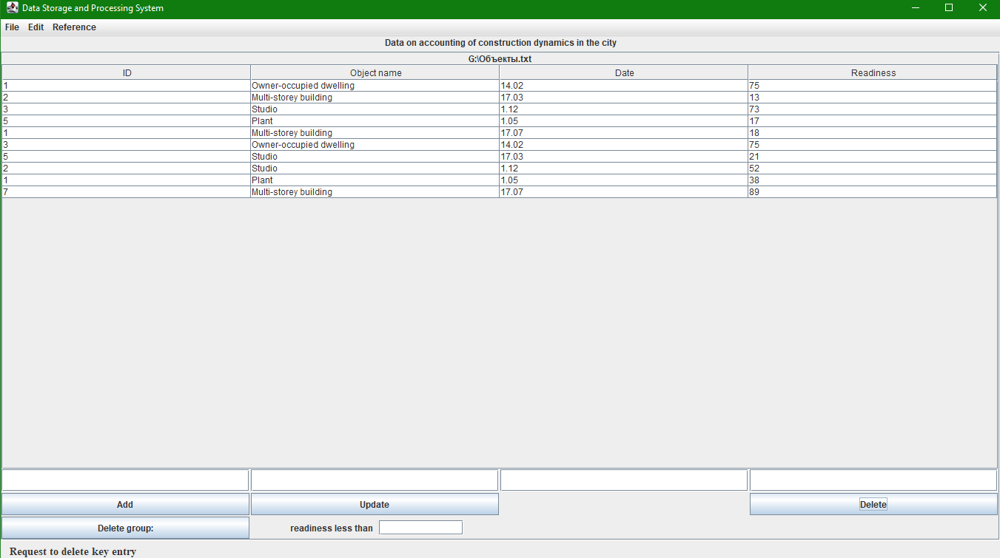 Data Storage and Processing System
File Edit Reference
Data on accounting of construction dynamics in the city
G:\Объекты.txt
ID Object name Date Readiness
1 Owner-occupied dwelling 14.02 75
2 Multi-storey building 17.03 13
3 Studio 1.12 73
5 Plant 1.05 17
1 Multi-storey building 17.07 18
3 Owner-occupied dwelling 14.02 75
5 Studio 17.03 21
2 Studio 1.12 52
1 Plant 1.05 38
7 Multi-storey building 17.07 89
Add Update Delete
Delete group: readiness less than
Request to delete key entry